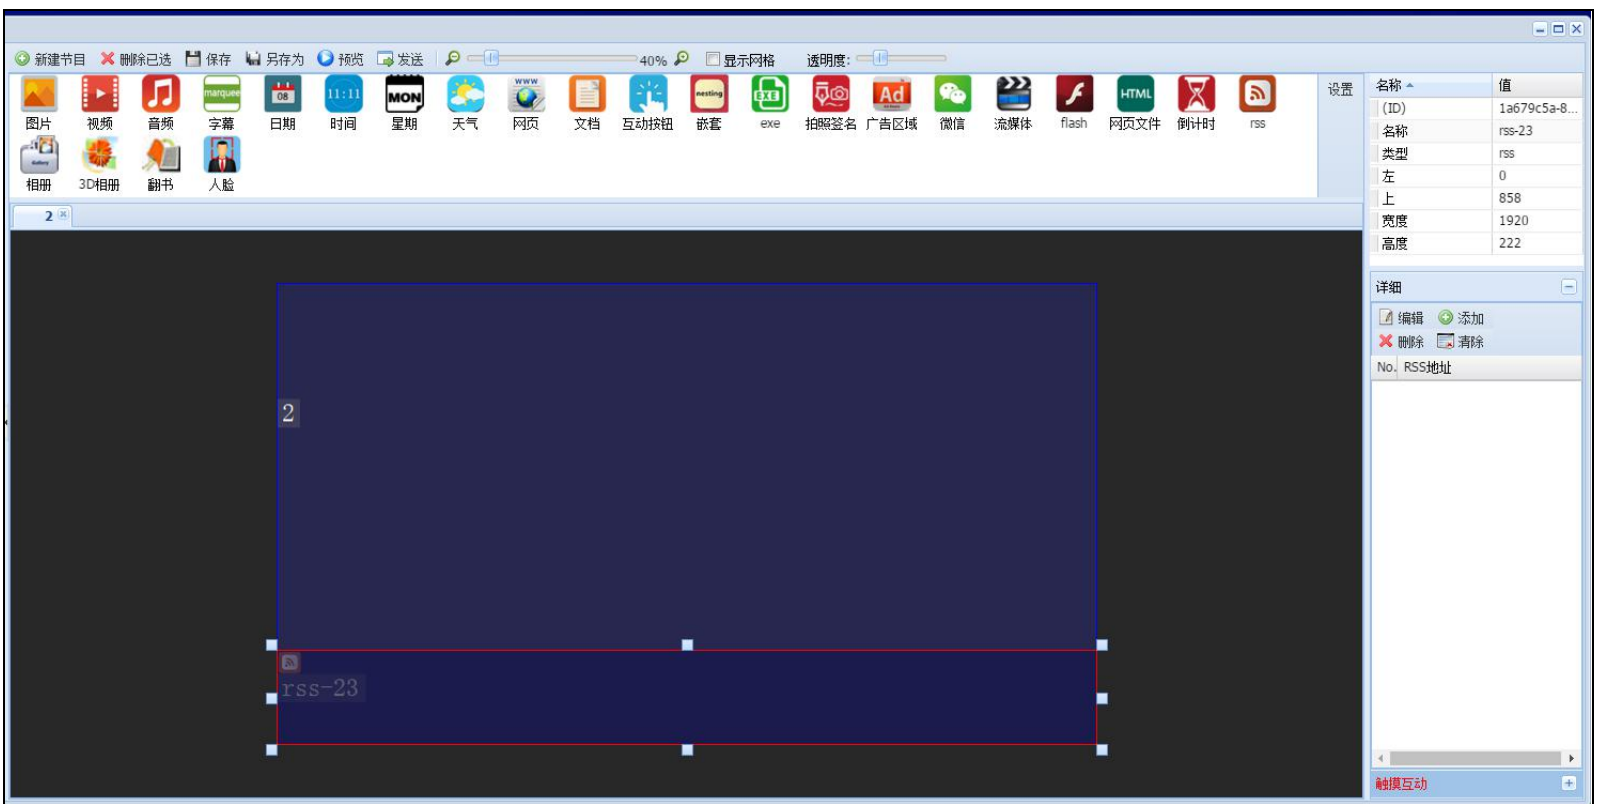 新建节目 删除已选 保存 另存为 预览 发送 40% 显示网格 透明度:
marquee 08 11:11 MON WWW nesting EXE Ad HTML
图片 视频 音频 字幕 日期 时间 星期 天气 网页 文档 互动按钮 嵌套 exe 拍照签名 广告区域 微信 流媒体 flash 网页文件 倒计时 rss
Gallery
相册 3D相册 翻书 人脸
设置
2
2
rss-23
名称 值
(ID) 1a679c5a-8...
名称 rss-23
类型 rss
左 0
上 858
宽度 1920
高度 222
详细
编辑 添加
删除 清除
No. RSS地址
触摸互动